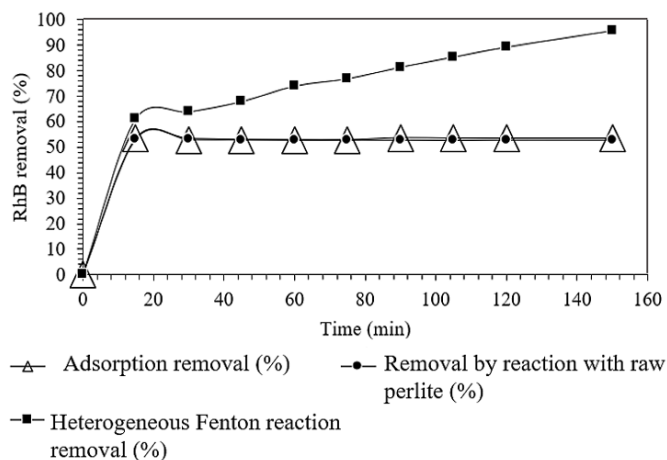 100
90
80
70
60
50
40
30
20
10
0
RhB removal (%)
0 20 40 60 80 100 120 140 160
Time (min)
Adsorption removal (%)
Removal by reaction with raw
perlite (%)
Heterogeneous Fenton reaction
removal (%)